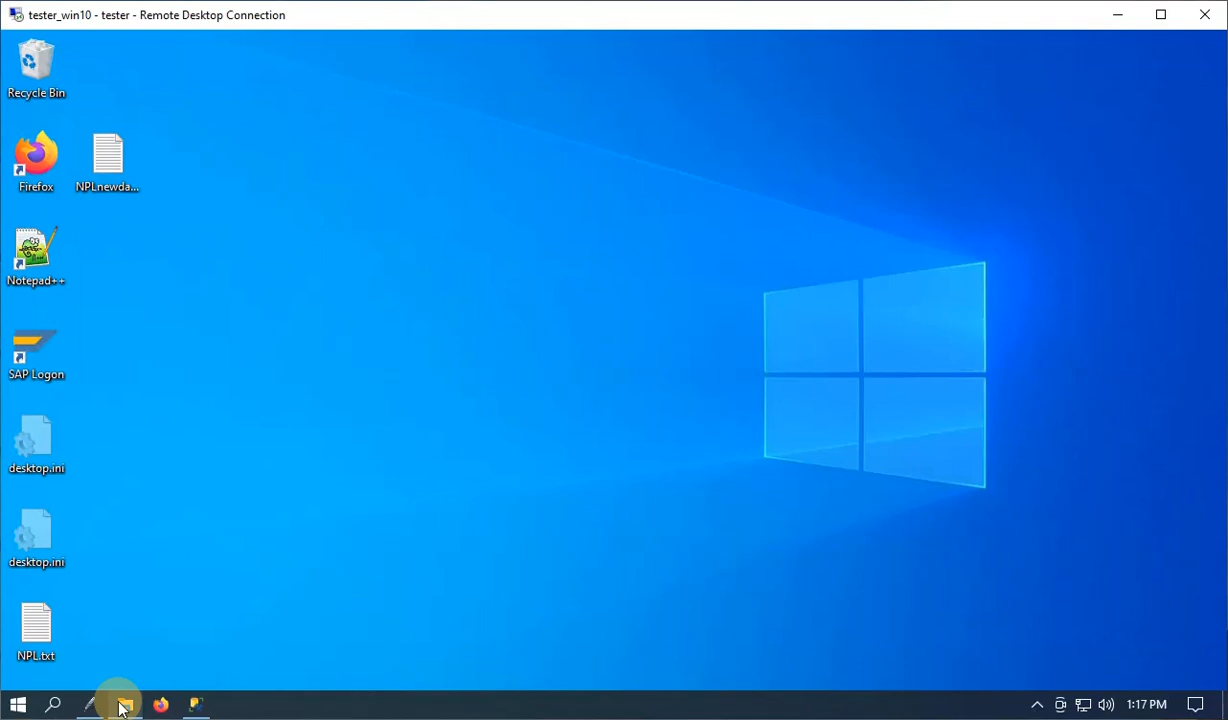 tester_win10 - tester - Remote Desktop Connection
Recycle Bin
Firefox
NPLnewda...
Notepad++
SAP Logon
desktop.ini
desktop.ini
NPL.txt
1:17 PM